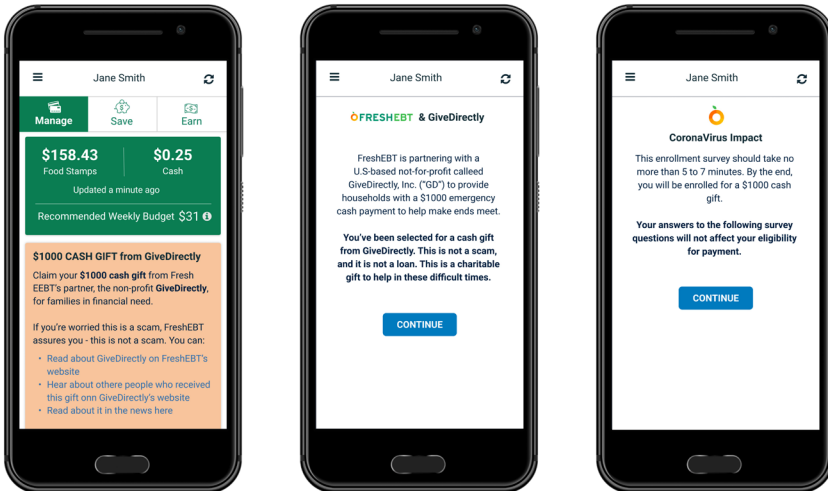 Jane Smith
Manage
Save
Earn
$158.43
$0.25
Food Stamps
Cash
Updated a minute ago
Recommended Weekly Budget $31
$1000 CASH GIFT from GiveDirectly
Claim your $1000 cash gift from Fresh
EEBT's partner, the non-profit GiveDirectly,
for families in financial need.
If you're worried this is a scam, FreshEBT
assures you - this is not a scam. You can:
• Read about GiveDirectly on FreshEBT's
website
• Hear about othere people who received
this gift onn GiveDirectly's website
• Read about it in the news here
Jane Smith
FRESHEBT & GiveDirectly
FreshEBT is partnering with a
U.S-based not-for-profit calleed
GiveDirectly, Inc. ("GD") to provide
households with a $1000 emergency
cash payment to help make ends meet.
You've been selected for a cash gift
from GiveDirectly. This is not a scam,
and it is not a loan. This is a charitable
gift to help in these difficult times.
CONTINUE
Jane Smith
CoronaVirus Impact
This enrollment survey should take no
more than 5 to 7 minutes. By the end,
you will be enrolled for a $1000 cash
gift.
Your answers to the following survey
questions will not affect your eligibility
for payment.
CONTINUE